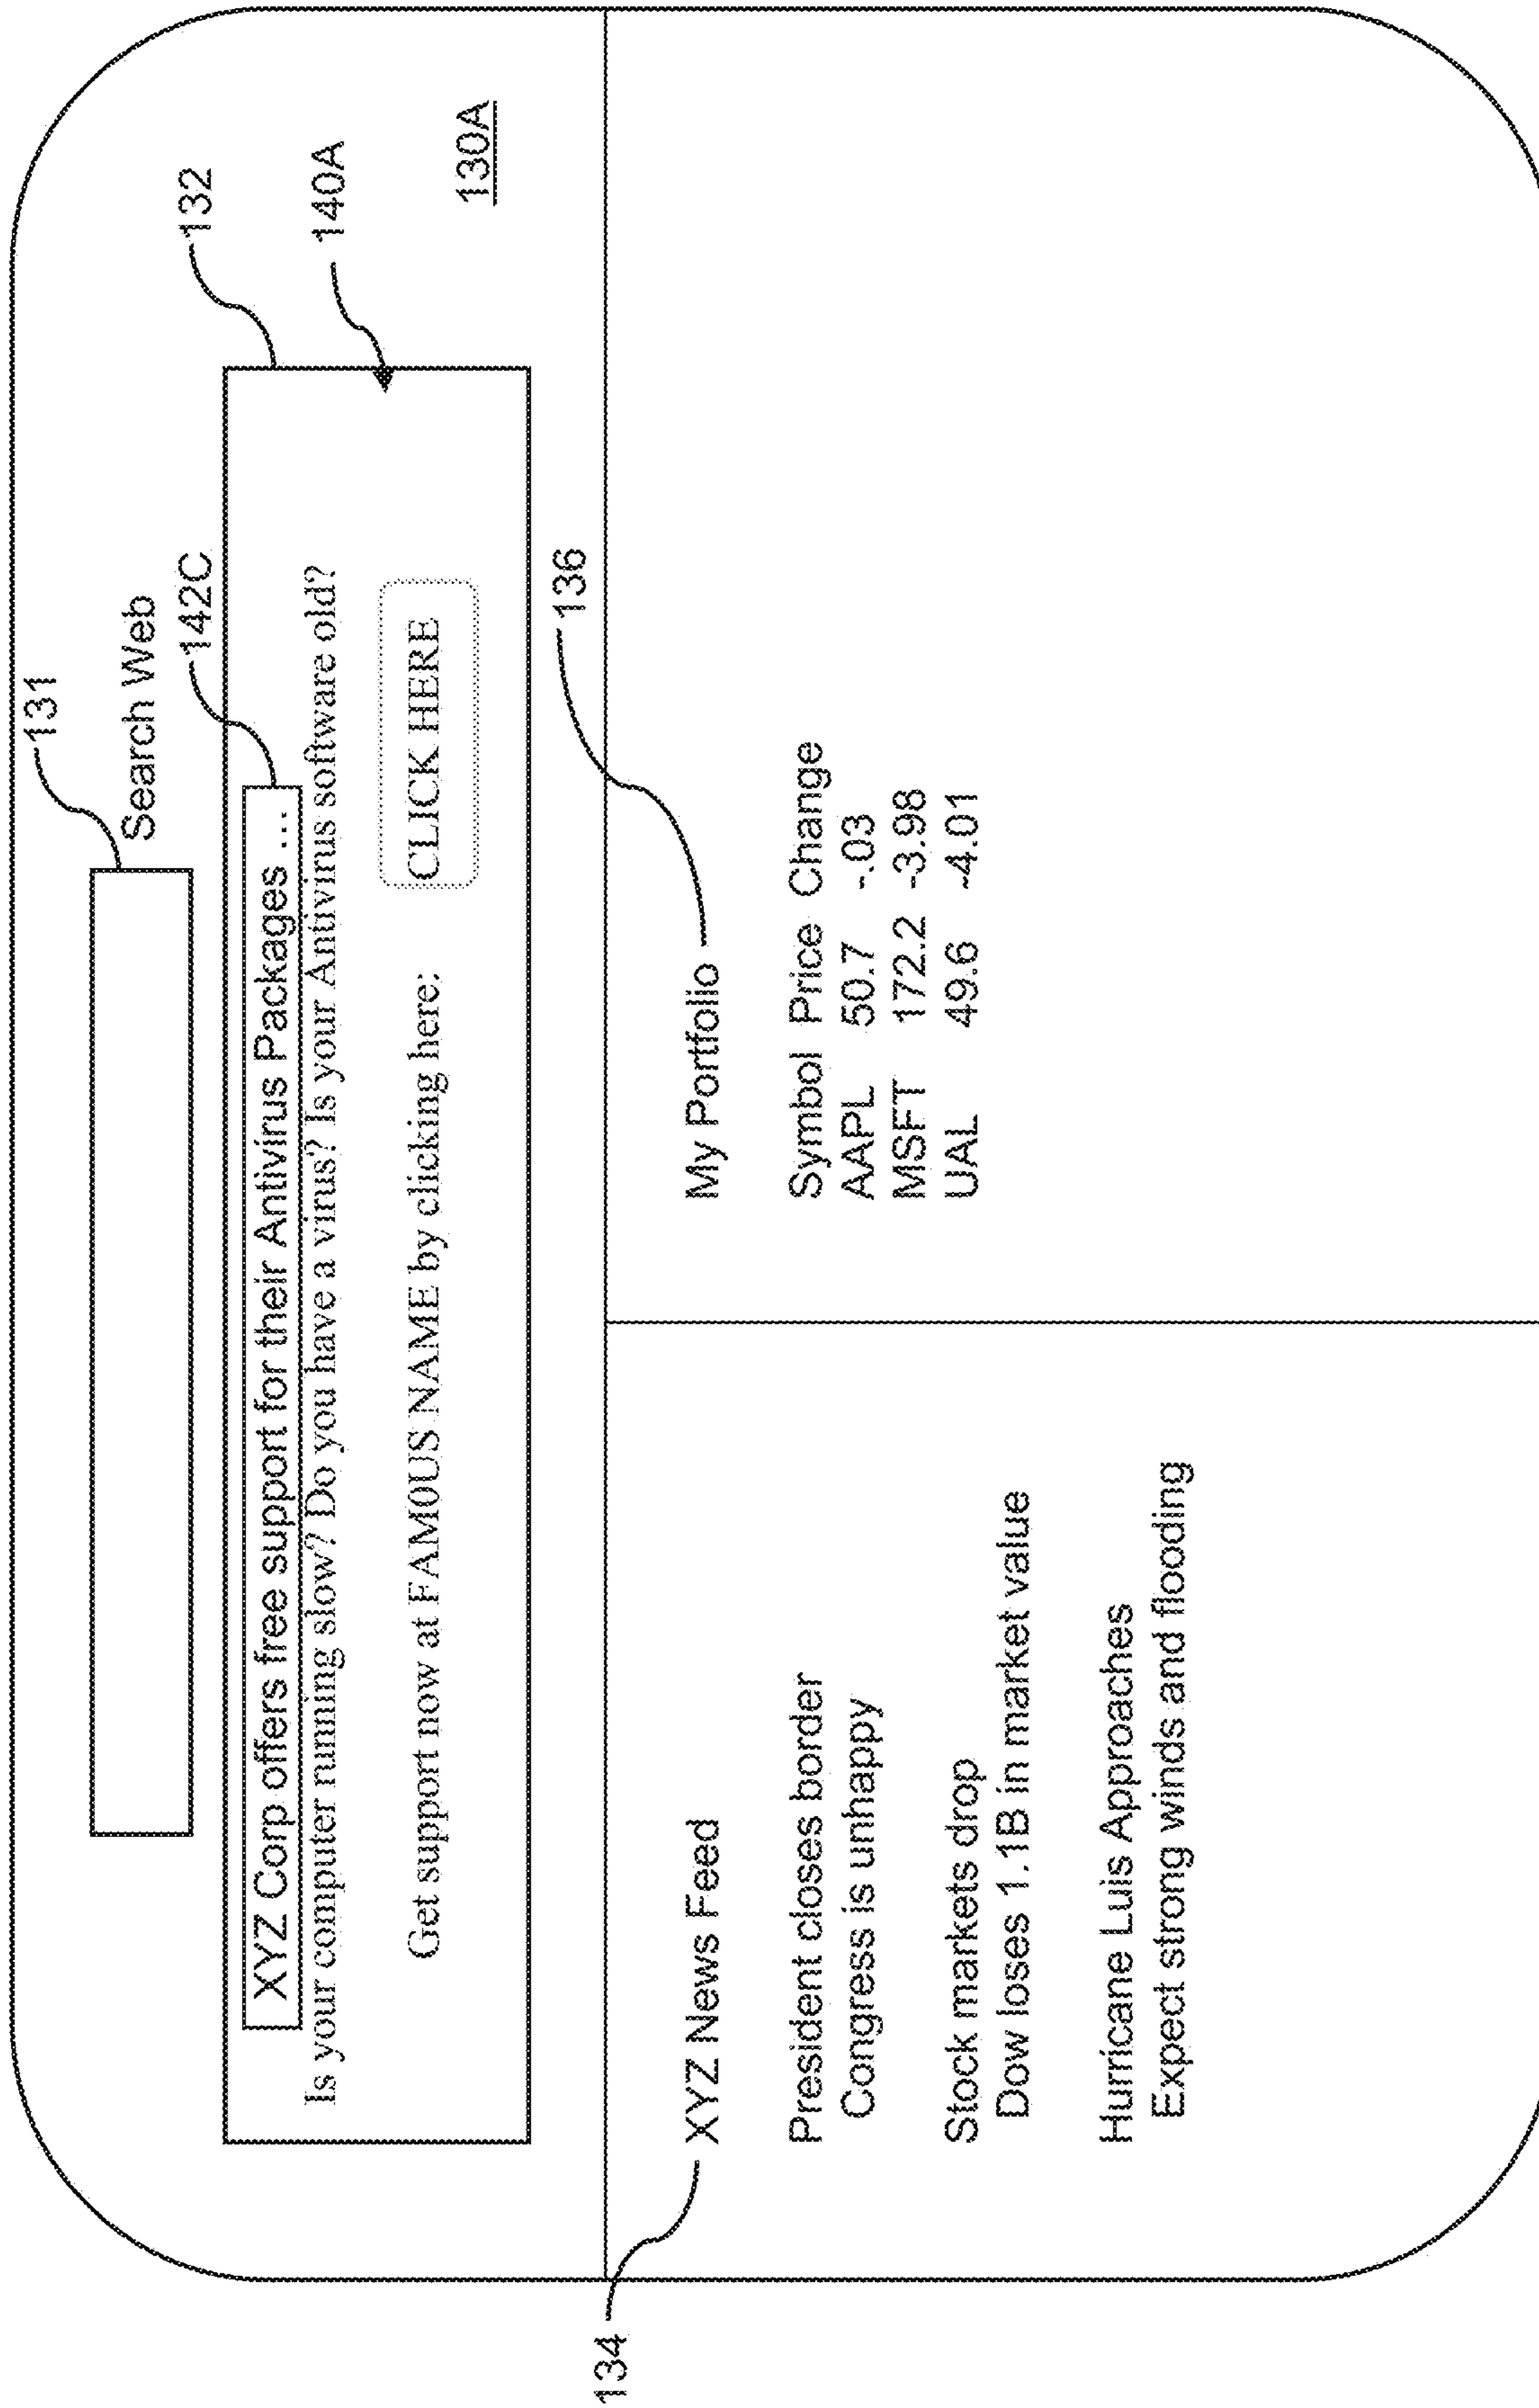 131
Search Web
132
142C
140A
XYZ Corp offers free support for their Antivirus Packages ...
Is your computer running slow? Do you have a virus? Is your Antivirus software old?
Get support now at FAMOUS NAME by clicking here:
CLICK HERE
130A
134
XYZ News Feed
President closes border
Congress is unhappy
Stock markets drop
Dow loses 1.1B in market value
Hurricane Luis Approaches
Expect strong winds and flooding
136
My Portfolio
Symbol Price Change
AAPL 50.7 -.03
MSFT 172.2 -3.98
UAL 49.6 -4.01